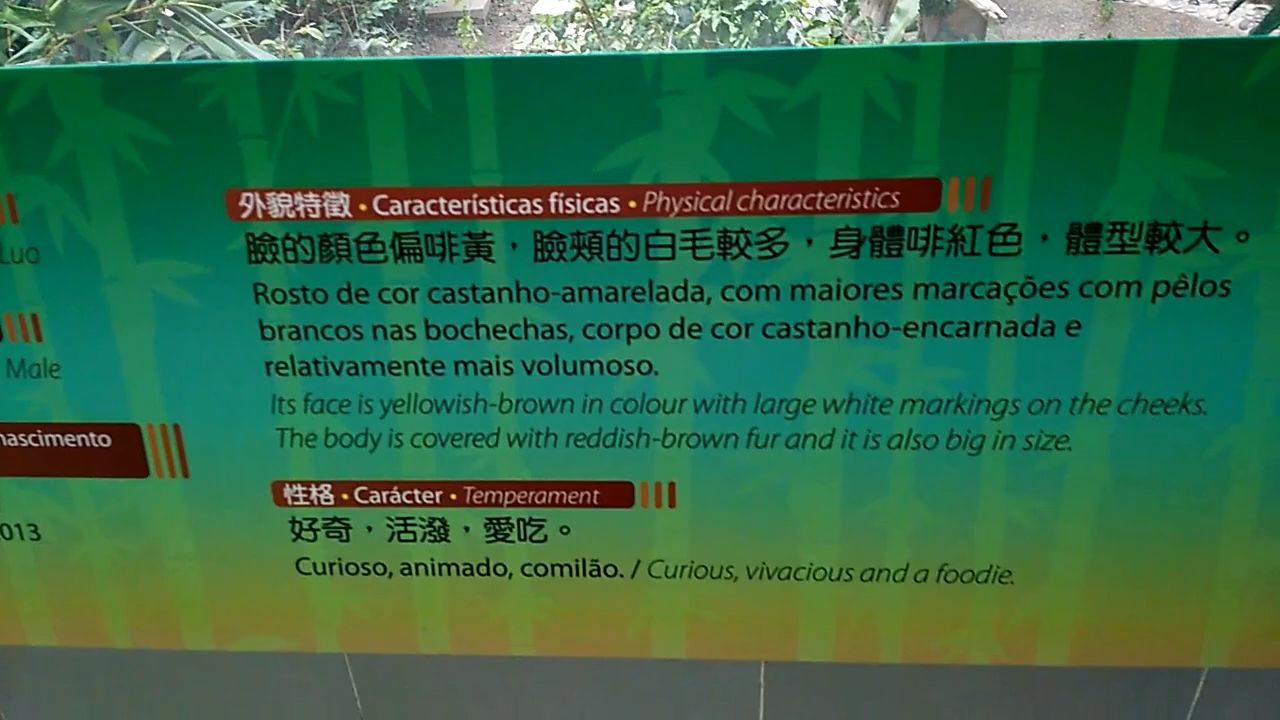 Luo
Male
nascimento
013
外貌特徵 • Características físicas • Physical characteristics
臉的顏色偏啡黃，臉頰的白毛較多，身體啡紅色，體型較大。
Rosto de cor castanho-amarelada, com maiores marcações com pêlos
brancos nas bochechas, corpo de cor castanho-encarnada e
relativamente mais volumoso.
Its face is yellowish-brown in colour with large white markings on the cheeks.
The body is covered with reddish-brown fur and it is also big in size.
性格 • Carácter • Temperament
好奇，活潑，愛吃。
Curioso, animado, comilão. / Curious, vivacious and a foodie.